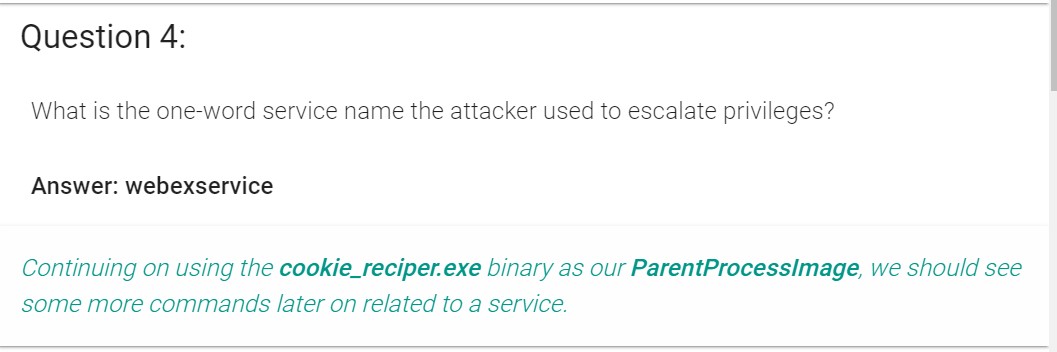 Question 4:
What is the one-word service name the attacker used to escalate privileges?
Answer: webexservice
Continuing on using the cookie_reciper.exe binary as our ParentProcessImage, we should see
some more commands later on related to a service.